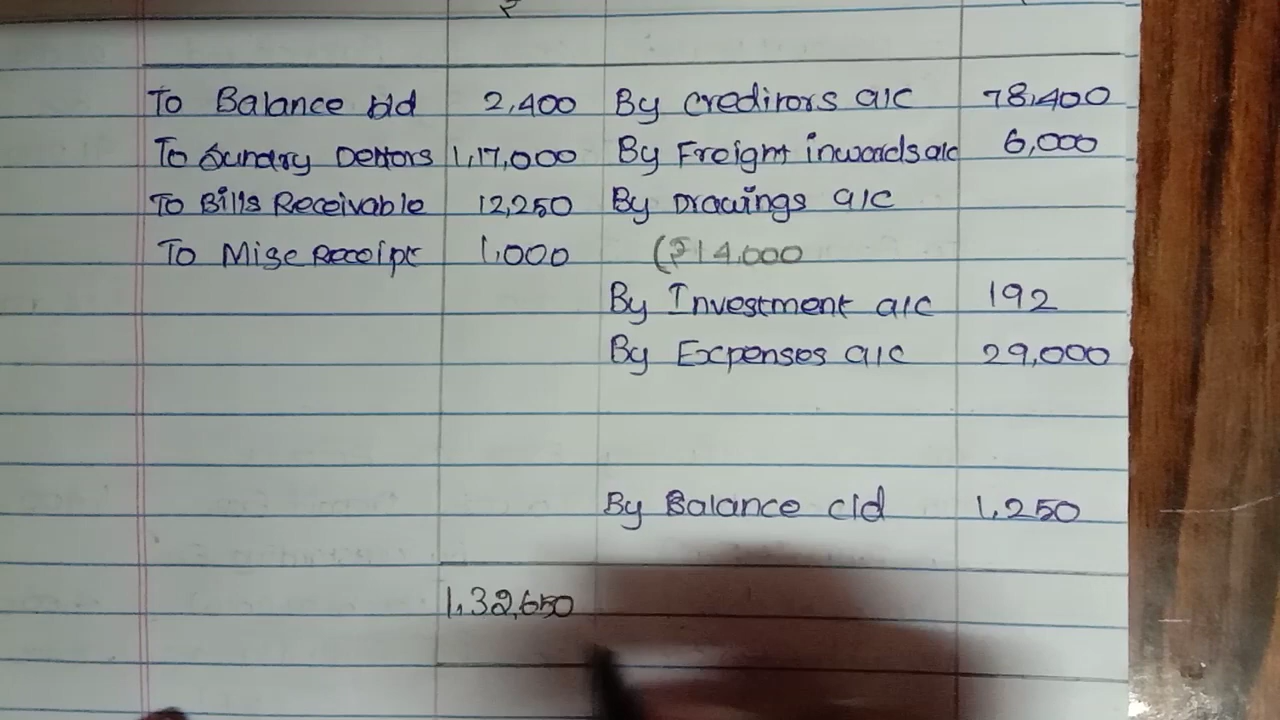 ₹
To Balance b/d 2,400 By creditors a/c 78,400
To Sundry Debtors 1,17,000 By Freight inwards a/c 6,000
To Bills Receivable 12,250 By Drawings a/c
To Misc Receipt 1,000 (₹14,000
By Investment a/c 192
By Expenses a/c 29,000
By Balance c/d 1,250
1,32,650